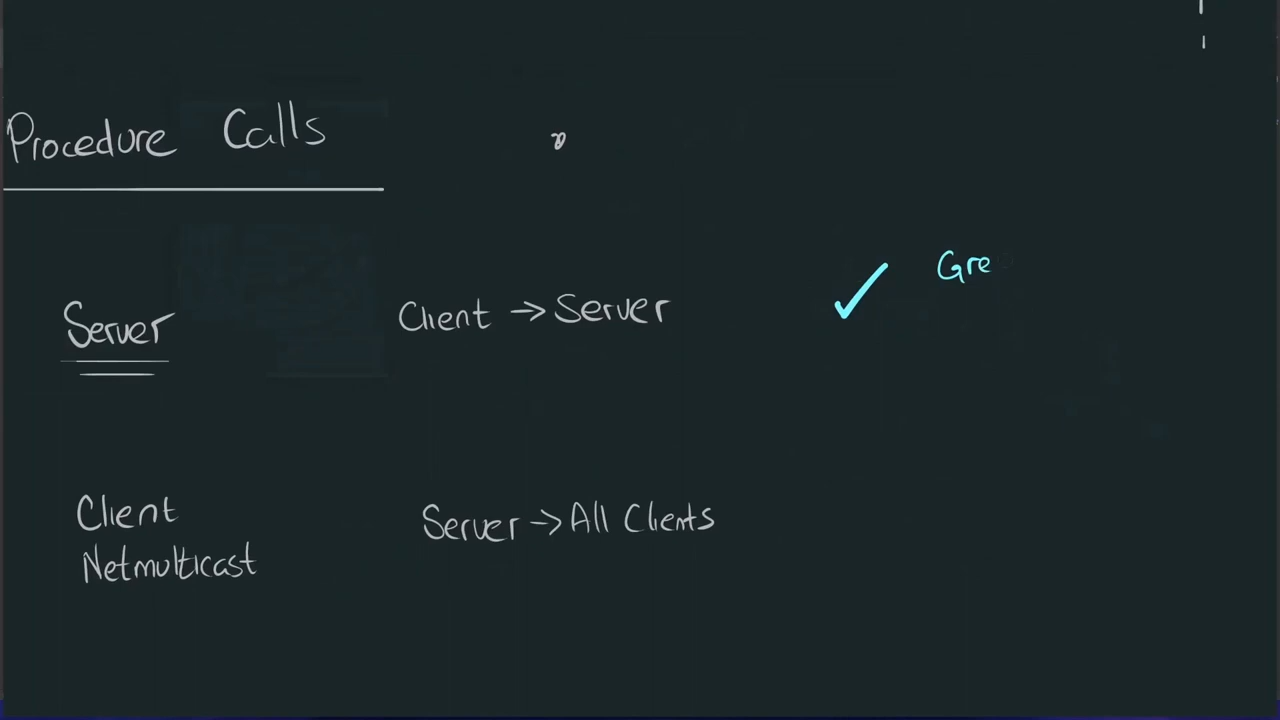 Procedure Calls
Gre
Server
Client → Server
Client
Netmulticast
Server → All Clients